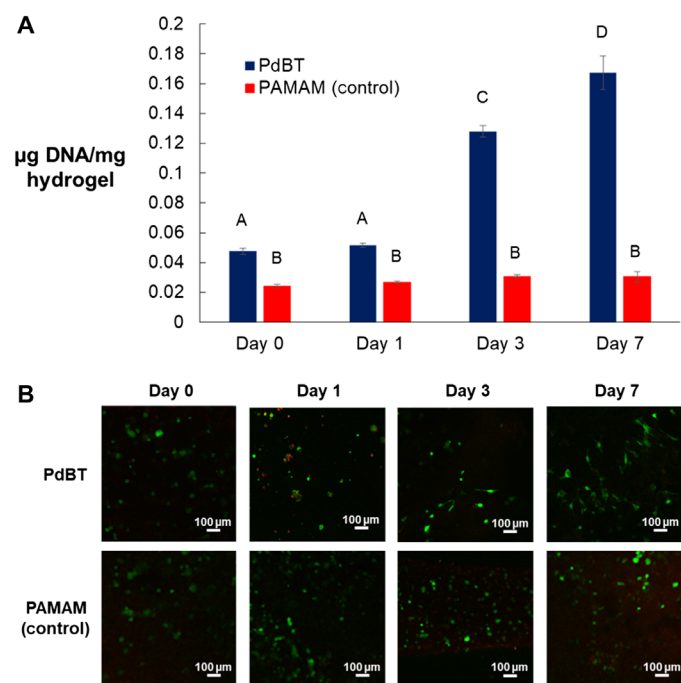 A
0.2
0.18
0.16
0.14
0.12
0.1
0.08
0.06
0.04
0.02
0
µg DNA/mg
hydrogel
PdBT
PAMAM (control)
A
B
A
B
C
B
D
B
Day 0
Day 1
Day 3
Day 7
B
Day 0
Day 1
Day 3
Day 7
PdBT
100 µm
100 µm
100 µm
100 µm
PAMAM
(control)
100 µm
100 µm
100 µm
100 µm